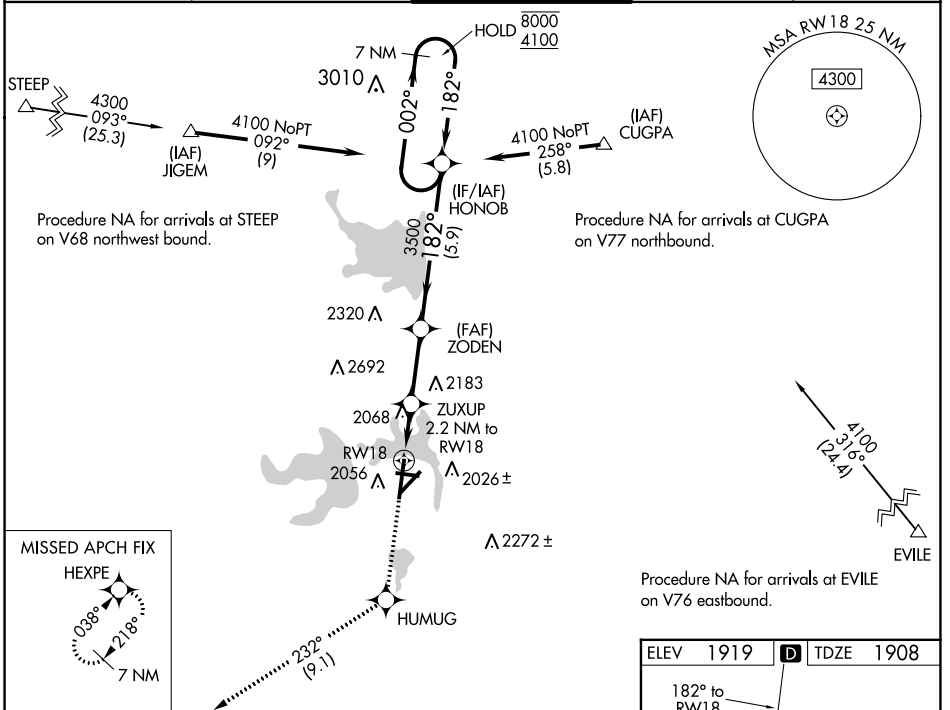 HOLD 8000
4100
7 NM
3010
002°
182°
MSA RW18 25 NM
4300
STEEP
4300
093°
(25.3)
(IAF)
JIGEM
4100 NoPT
092°
(9)
4100 NoPT
258°
(5.8)
(IAF)
CUGPA
(IF/IAF)
HONOB
Procedure NA for arrivals at STEEP
on V68 northwest bound.
Procedure NA for arrivals at CUGPA
on V77 northbound.
3500
182°
(5.9)
2320
(FAF)
ZODEN
2692
2183
2068
ZUXUP
2.2 NM to
RW18
RW18
2056
2026 ±
4100
316°
(24.4)
EVILE
2272 ±
Procedure NA for arrivals at EVILE
on V76 eastbound.
HUMUG
232°
(9.1)
MISSED APCH FIX
HEXPE
038°
218°
7 NM
ELEV 1919 D TDZE 1908
182° to
RW18